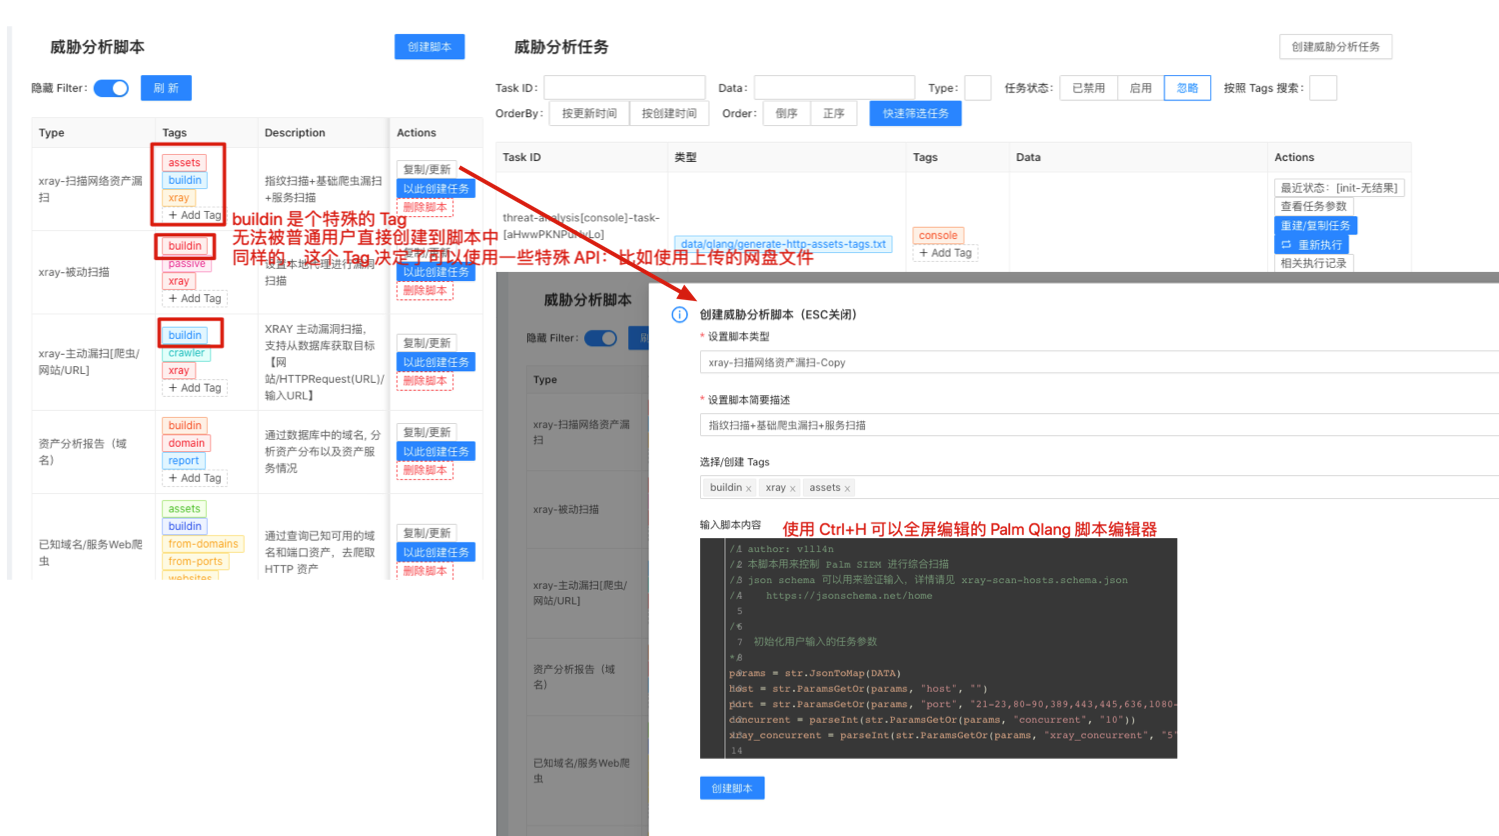 威胁分析脚本
创建脚本
隐藏 Filter:
刷 新
Type Tags Description Actions
xray-扫描网络资产漏扫
assets
buildin
xray
+ Add Tag
指纹扫描+基础爬虫漏扫+服务扫描
复制/更新
以此创建任务
删除脚本
xray-被动扫描
buildin
passive
xray
+ Add Tag
扫描
以此创建任务
删除脚本
xray-主动漏扫[爬虫/网站/URL]
buildin
crawler
xray
+ Add Tag
XRAY 主动漏洞扫描,
支持从数据库获取目标
【网
站/HTTPRequest(URL)/
输入URL】
复制/更新
以此创建任务
删除脚本
资产分析报告（域名）
buildin
domain
report
+ Add Tag
通过数据库中的域名, 分
析资产分布以及资产服
务情况
复制/更新
以此创建任务
删除脚本
已知域名/服务Web爬虫
assets
buildin
from-domains
from-ports
websites
通过查询已知可用的域
名和端口资产，去爬取
HTTP 资产
复制/更新
以此创建任务
删除脚本
buildin 是个特殊的 Tag
无法被普通用户直接创建到脚本中
同样的，这个 Tag 决定了可以使用一些特殊 API：比如使用上传的网盘文件
威胁分析任务
创建威胁分析任务
Task ID: Data: Type: 任务状态: 已禁用 启用 忽略 按照 Tags 搜索:
OrderBy: 按更新时间 按创建时间 Order: 倒序 正序 快速筛选任务
Task ID 类型 Tags Data Actions
threat-analysis[console]-task-
data/qlang/generate-http-assets-tags.txt
console
+ Add Tag
最近状态：[init-无结果]
查看任务参数
重建/复制任务
重新执行
相关执行记录
威胁分析脚本
隐藏 Filter:
Type
xray-扫描网络资产漏
扫
xray-被动扫描
xray-主动漏扫[爬虫/
网站/URL]
资产分析报告（域
名）
已知域名/服务Web爬
虫
创建威胁分析脚本（ESC关闭）
* 设置脚本类型
xray-扫描网络资产漏扫-Copy
* 设置脚本简要描述
指纹扫描+基础爬虫漏扫+服务扫描
选择/创建 Tags
buildin × xray × assets ×
输入脚本内容
使用 Ctrl+H 可以全屏编辑的 Palm Qlang 脚本编辑器
// author: v1ll4n
// 本脚本用来控制 Palm SIEM 进行综合扫描
// json schema 可以用来验证输入, 详情请见 xray-scan-hosts.schema.json
// https://jsonschema.net/home
5
/*
7 初始化用户输入的任务参数
*/
params = str.JsonToMap(DATA)
host = str.ParamsGetOr(params, "host", "")
port = str.ParamsGetOr(params, "port", "21-23,80-90,389,443,445,636,1080-
concurrent = parseInt(str.ParamsGetOr(params, "concurrent", "10"))
xray_concurrent = parseInt(str.ParamsGetOr(params, "xray_concurrent", "5"
14
创建脚本